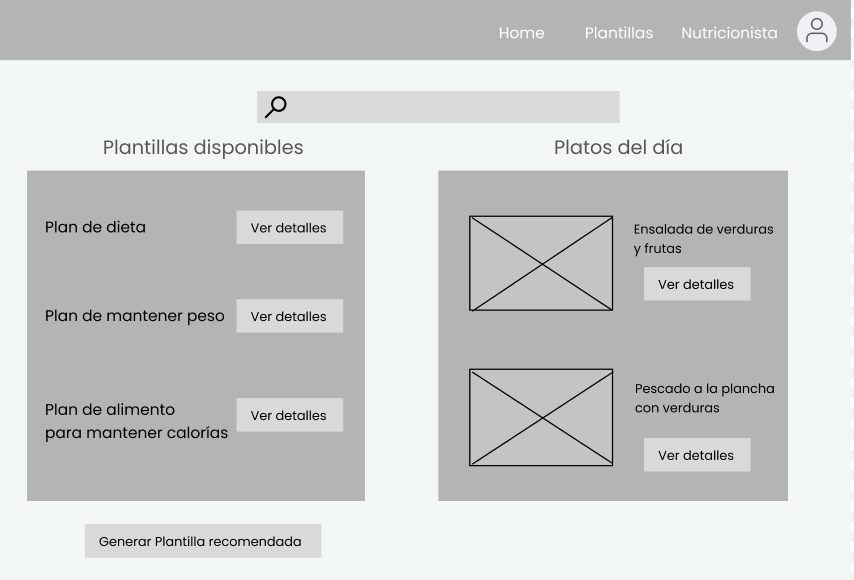 Home
Plantillas
Nutricionista
Plantillas disponibles
Plan de dieta
Ver detalles
Plan de mantener peso
Ver detalles
Plan de alimento
para mantener calorías
Ver detalles
Generar Plantilla recomendada
Platos del día
Ensalada de verduras
y frutas
Ver detalles
Pescado a la plancha
con verduras
Ver detalles